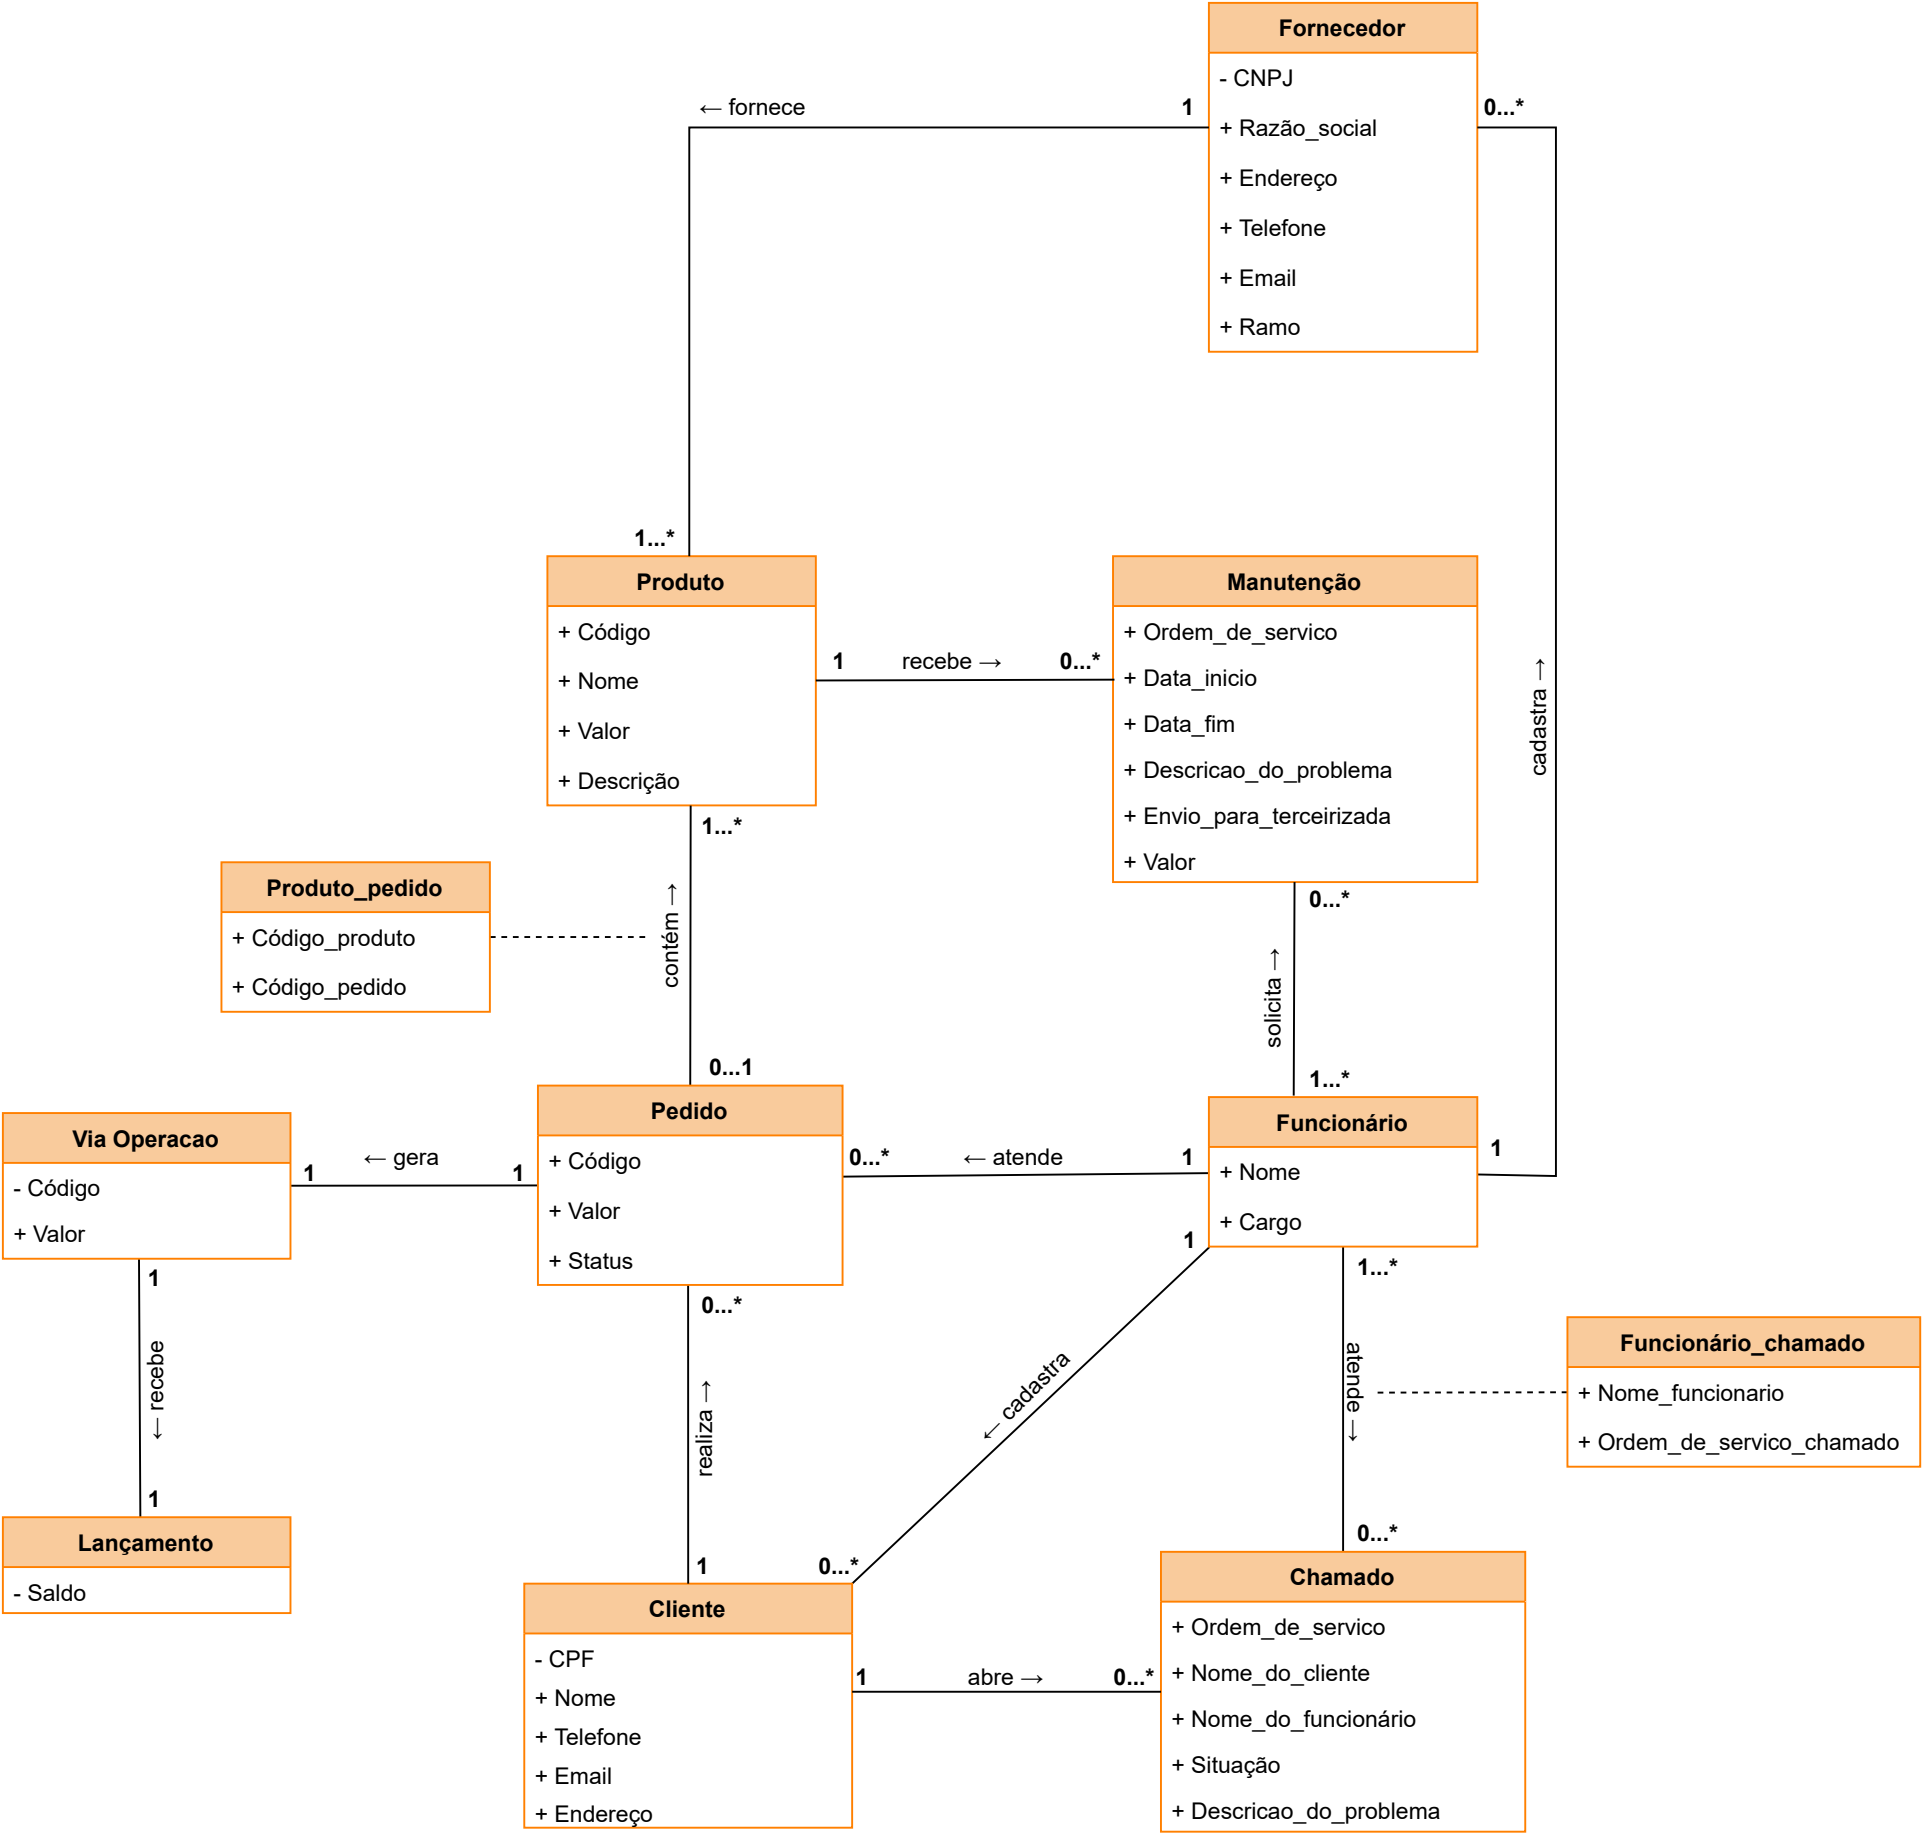 Fornecedor
- CNPJ
+ Razão_social
+ Endereço
+ Telefone
+ Email
+ Ramo
← fornece
1
0...*
1...*
Produto
+ Código
+ Nome
+ Valor
+ Descrição
1
recebe →
0...*
Manutenção
+ Ordem_de_servico
+ Data_inicio
+ Data_fim
+ Descricao_do_problema
+ Envio_para_terceirizada
+ Valor
cadastra →
1...*
contém →
0...1
Produto_pedido
+ Código_produto
+ Código_pedido
0...*
solicita →
1...*
Via Operacao
- Código
+ Valor
1
← gera
1
Pedido
+ Código
+ Valor
+ Status
0...*
← atende
1
Funcionário
+ Nome
+ Cargo
1
1
← recebe
1
Lançamento
- Saldo
0...*
realiza →
1
1
← cadastra
0...*
1...*
atende →
0...*
Funcionário_chamado
+ Nome_funcionario
+ Ordem_de_servico_chamado
Cliente
- CPF
+ Nome
+ Telefone
+ Email
+ Endereço
1
abre →
0...*
Chamado
+ Ordem_de_servico
+ Nome_do_cliente
+ Nome_do_funcionário
+ Situação
+ Descricao_do_problema